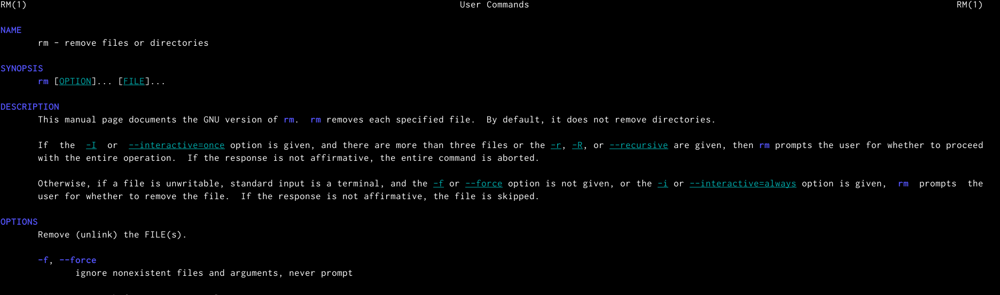 RM(1) User Commands RM(1)
NAME
rm - remove files or directories
SYNOPSIS
rm [OPTION]... [FILE]...
DESCRIPTION
This manual page documents the GNU version of rm.  rm removes each specified file.  By default, it does not remove directories.
If  the  -I  or  --interactive=once option is given, and there are more than three files or the -r, -R, or --recursive are given, then rm prompts the user for whether to proceed
with the entire operation.  If the response is not affirmative, the entire command is aborted.
Otherwise, if a file is unwritable, standard input is a terminal, and the -f or --force option is not given, or the -i or --interactive=always option is given,  rm  prompts  the
user for whether to remove the file.  If the response is not affirmative, the file is skipped.
OPTIONS
Remove (unlink) the FILE(s).
-f, --force
ignore nonexistent files and arguments, never prompt